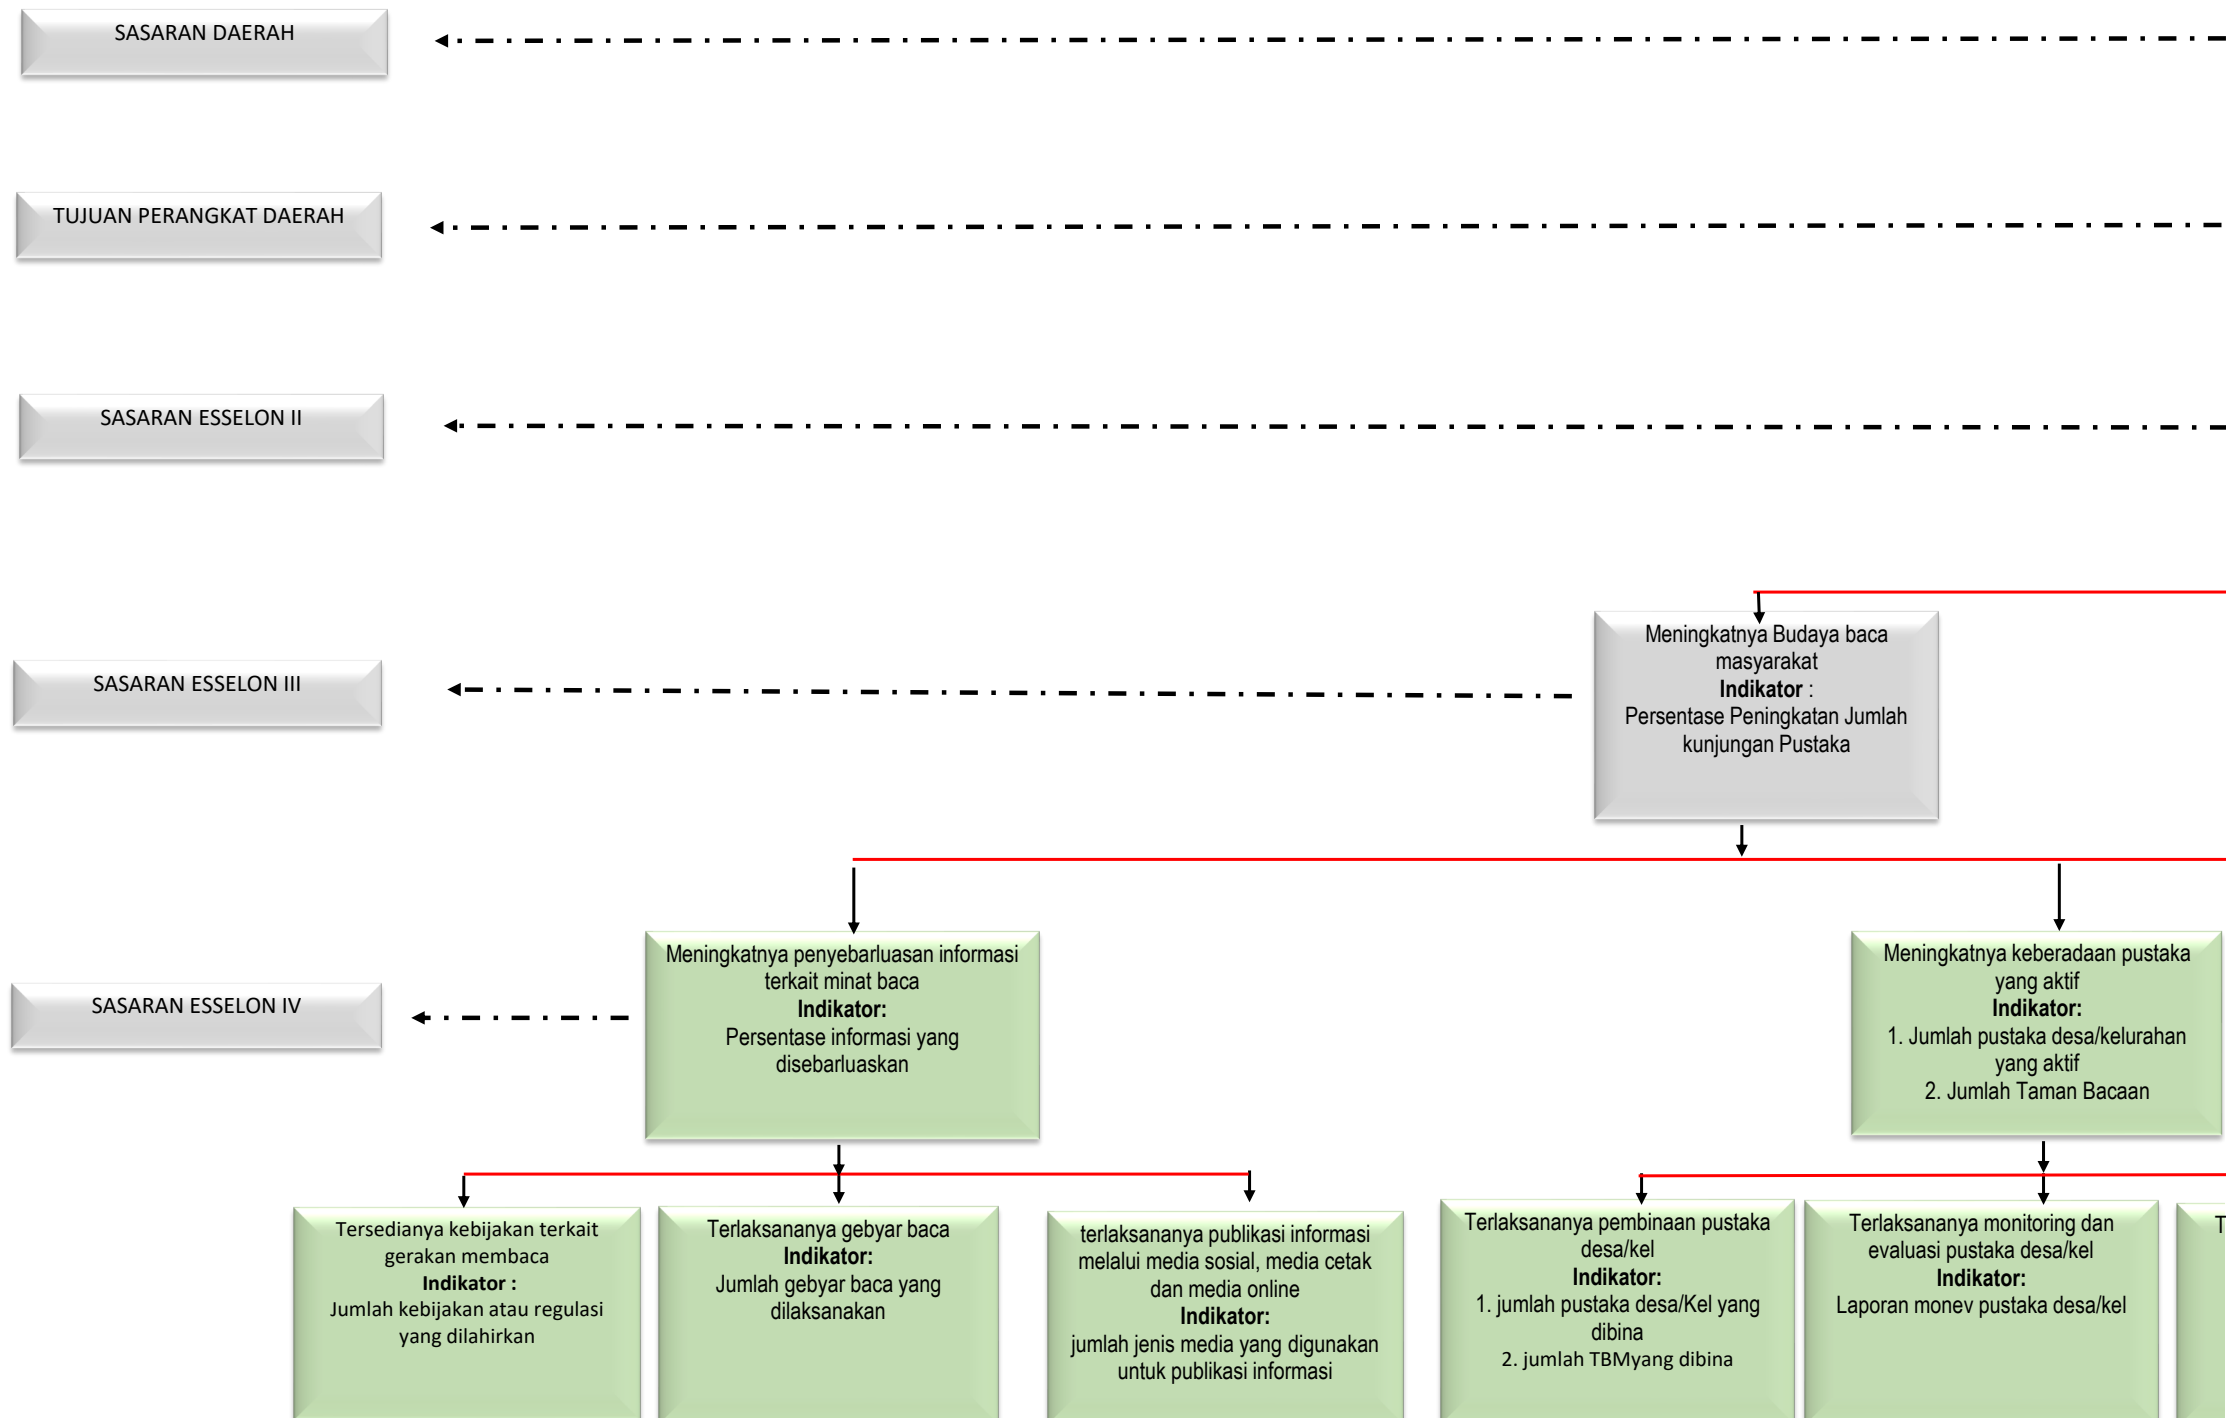 SASARAN DAERAH
TUJUAN PERANGKAT DAERAH
SASARAN ESSELON II
SASARAN ESSELON III
Meningkatnya Budaya baca
masyarakat
Indikator :
Persentase Peningkatan Jumlah
kunjungan Pustaka
SASARAN ESSELON IV
Meningkatnya penyebarluasan informasi
terkait minat baca
Indikator:
Persentase informasi yang
disebarluaskan
Meningkatnya keberadaan pustaka
yang aktif
Indikator:
1. Jumlah pustaka desa/kelurahan
yang aktif
2. Jumlah Taman Bacaan
Tersedianya kebijakan terkait
gerakan membaca
Indikator :
Jumlah kebijakan atau regulasi
yang dilahirkan
Terlaksananya gebyar baca
Indikator:
Jumlah gebyar baca yang
dilaksanakan
terlaksananya publikasi informasi
melalui media sosial, media cetak
dan media online
Indikator:
jumlah jenis media yang digunakan
untuk publikasi informasi
Terlaksananya pembinaan pustaka
desa/kel
Indikator:
1. jumlah pustaka desa/Kel yang
dibina
2. jumlah TBMyang dibina
Terlaksananya monitoring dan
evaluasi pustaka desa/kel
Indikator:
Laporan monev pustaka desa/kel